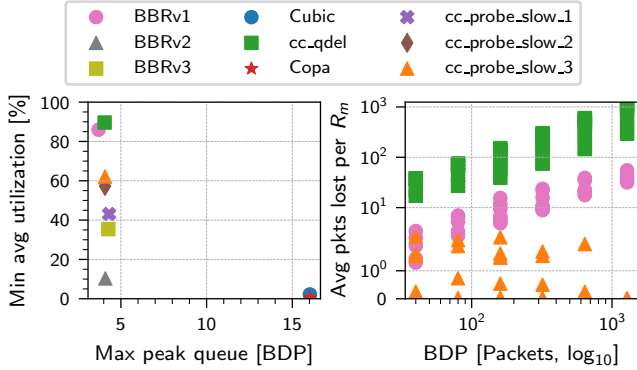 BBRv1 Cubic cc_probe_slow_1
BBRv2 cc_qdel cc_probe_slow_2
BBRv3 Copa cc_probe_slow_3
Min avg utilization [%]
100
80
60
40
20
0
5 10 15
Max peak queue [BDP]
Avg pkts lost per Rm
10³
10²
10¹
10⁰
0
10² 10³
BDP [Packets, log₁₀]